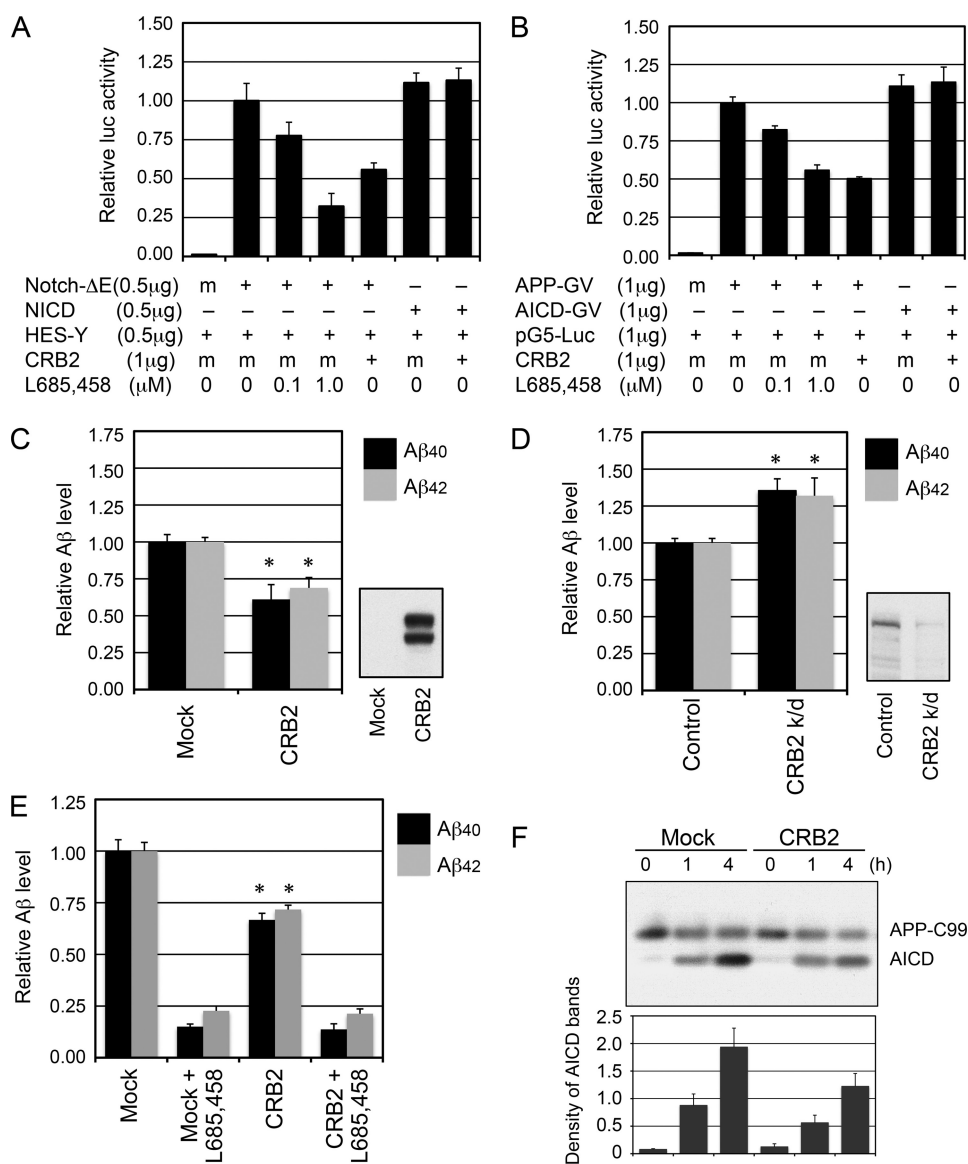 A
Relative luc activity
1.50
1.25
1.00
0.75
0.50
0.25
0.00
Notch-ΔE(0.5μg) m + + + + – –
NICD (0.5μg) – – – – – + +
HES-Y (0.5μg) + + + + + + +
CRB2 (1μg) m m m m + m +
L685,458 (μM) 0 0 0.1 1.0 0 0 0
B
Relative luc activity
1.50
1.25
1.00
0.75
0.50
0.25
0.00
APP-GV (1μg) m + + + + – –
AICD-GV (1μg) – – – – – + +
pG5-Luc (1μg) + + + + + + +
CRB2 (1μg) m m m m + m +
L685,458 (μM) 0 0 0.1 1.0 0 0 0
C
Relative Aβ level
1.75
1.50
1.25
1.00
0.75
0.50
0.25
0.00
* *
Mock
CRB2
Aβ40
Aβ42
Mock
CRB2
D
Relative Aβ level
1.75
1.50
1.25
1.00
0.75
0.50
0.25
0.00
* *
Control
CRB2 k/d
Aβ40
Aβ42
Control
CRB2 k/d
E
Relative Aβ level
1.25
1.00
0.75
0.50
0.25
0.00
* *
Mock
Mock +
L685,458
CRB2
CRB2 +
L685,458
Aβ40
Aβ42
F
Mock CRB2
0 1 4 0 1 4 (h)
APP-C99
AICD
Density of AICD bands
2.5
2.0
1.5
1.0
0.5
0